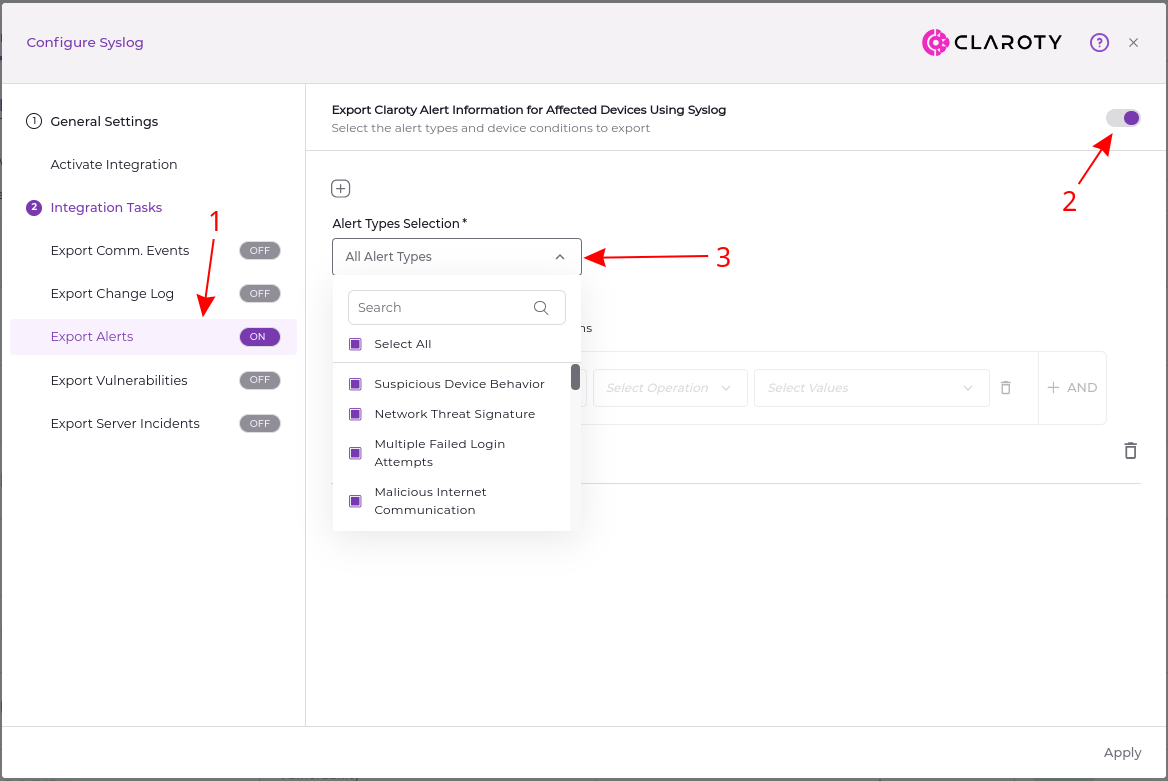 Configure Syslog
CLAROTY
?
1 General Settings
Activate Integration
2 Integration Tasks
1
Export Comm. Events OFF
Export Change Log OFF
Export Alerts ON
Export Vulnerabilities OFF
Export Server Incidents OFF
Export Claroty Alert Information for Affected Devices Using Syslog
Select the alert types and device conditions to export
2
Alert Types Selection *
All Alert Types
3
Search
Select All
Suspicious Device Behavior
Network Threat Signature
Multiple Failed Login
Attempts
Malicious Internet
Communication
Select Operation
Select Values
+ AND
Apply